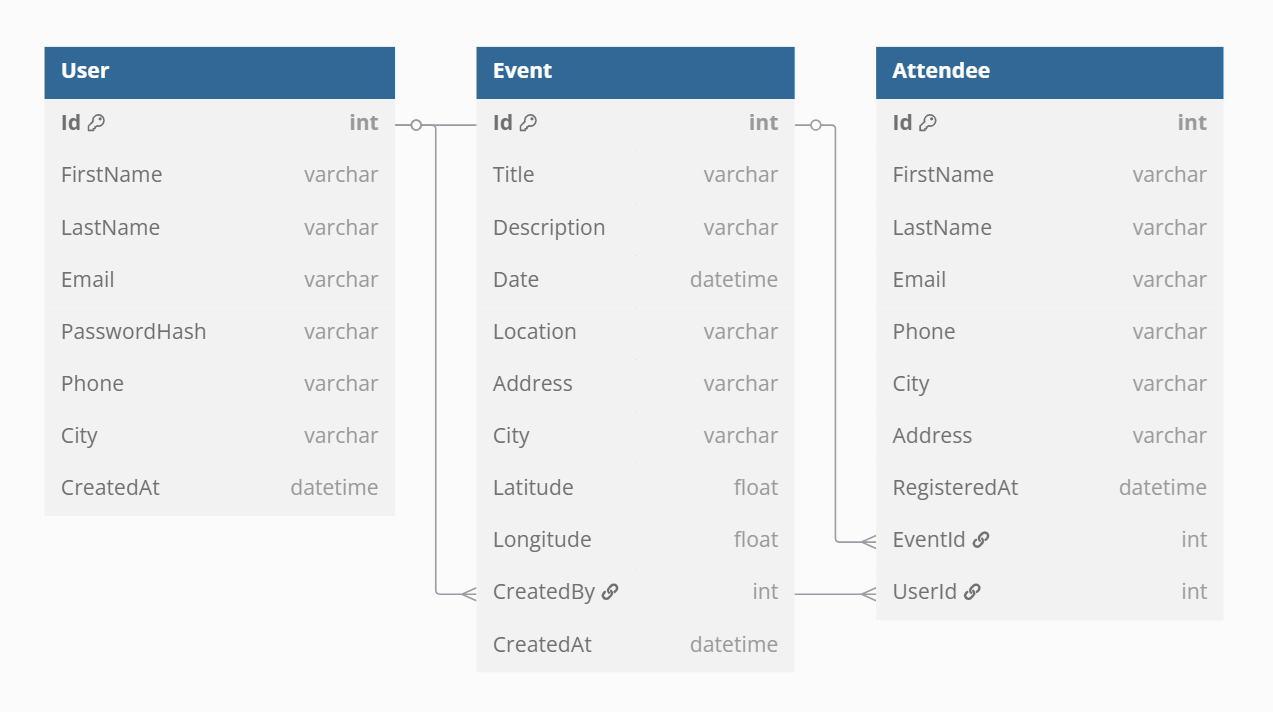 User
Id int
FirstName varchar
LastName varchar
Email varchar
PasswordHash varchar
Phone varchar
City varchar
CreatedAt datetime
Event
Id int
Title varchar
Description varchar
Date datetime
Location varchar
Address varchar
City varchar
Latitude float
Longitude float
CreatedBy int
CreatedAt datetime
Attendee
Id int
FirstName varchar
LastName varchar
Email varchar
Phone varchar
City varchar
Address varchar
RegisteredAt datetime
EventId int
UserId int